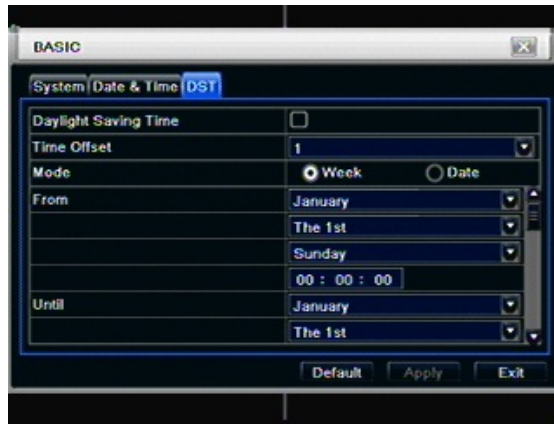 BASIC
System Date & Time DST
Daylight Saving Time
Time Offset 1
Mode Week Date
From January
The 1st
Sunday
00 : 00 : 00
Until January
The 1st
Default Apply Exit